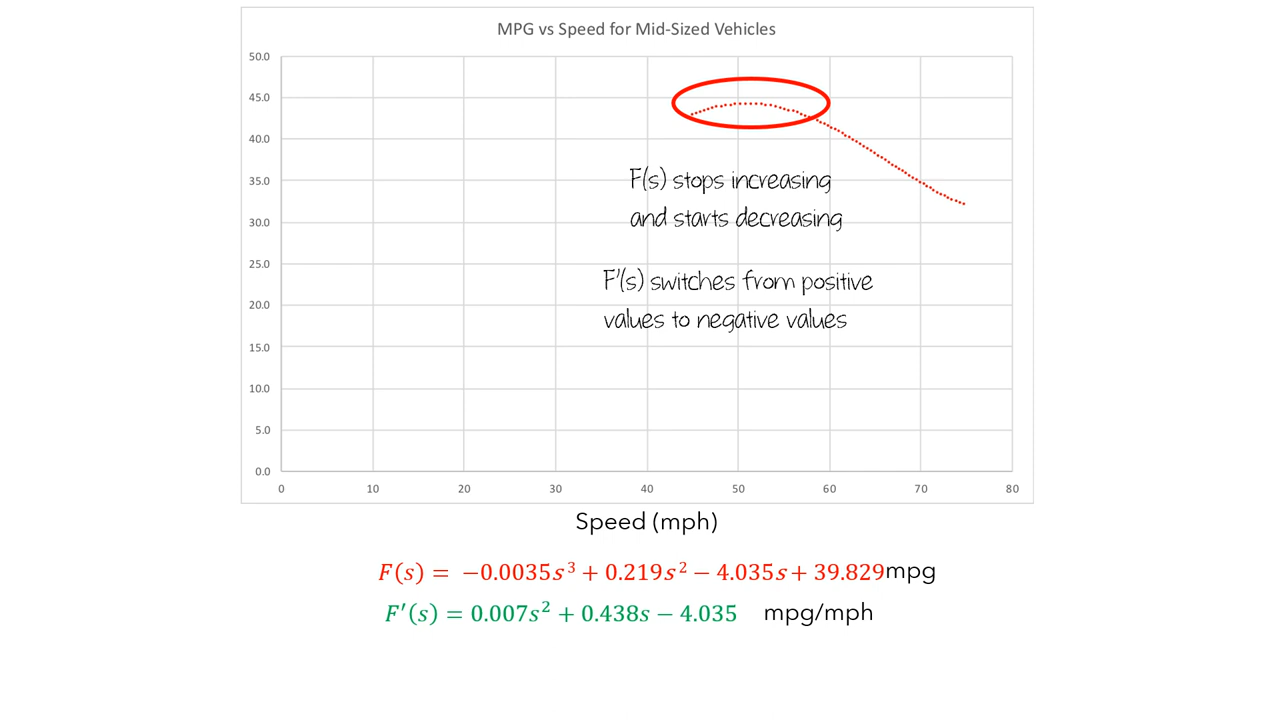 MPG vs Speed for Mid-Sized Vehicles
50.0
45.0
40.0
35.0
30.0
25.0
20.0
15.0
10.0
5.0
0.0
F(s) stops increasing
and starts decreasing
F'(s) switches from positive
values to negative values
0 10 20 30 40 50 60 70 80
Speed (mph)
F(s) = −0.0035s³ + 0.219s² − 4.035s + 39.829mpg
F′(s) = 0.007s² + 0.438s − 4.035 mpg/mph